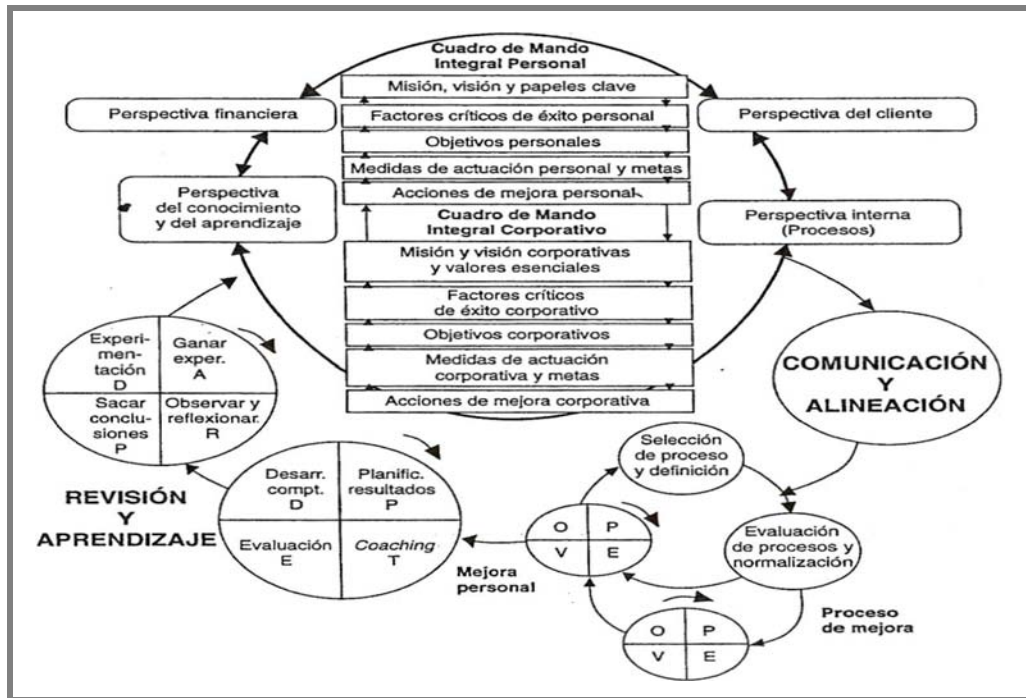 Cuadro de Mando
Integral Personal
Misión, visión y papeles clave
Perspectiva financiera
Factores críticos de éxito personal
Perspectiva del cliente
Objetivos personales
Medidas de actuación personal y metas
Perspectiva
del conocimiento
y del aprendizaje
Acciones de mejora personal
Perspectiva interna
(Procesos)
Cuadro de Mando
Integral Corporativo
Misión y visión corporativas
y valores esenciales
Factores críticos
de éxito corporativo
Objetivos corporativos
Medidas de actuación
corporativa y metas
Acciones de mejora corporativa
COMUNICACIÓN
Y
ALINEACIÓN
Experi-
men-
tación
D
Ganar
exper.
A
Sacar
conclu-
siones
P
Observar y
reflexionar.
R
Selección
de proceso
y definición
Desarr.
compt.
D
Planific.
resultados
P
Evaluación
E
Coaching
T
REVISIÓN
Y
APRENDIZAJE
O P
V E
Evaluación
de procesos y
normalización
Mejora
personal
Proceso
de mejora
O P
V E